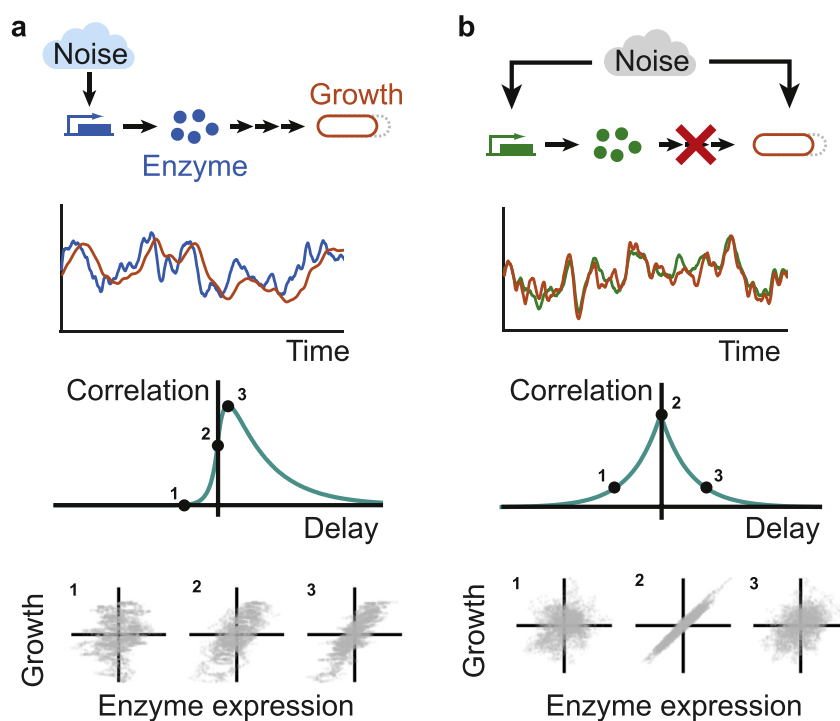 a
Noise
Growth
Enzyme
Time
Correlation
3
2
1
Delay
1
2
3
Growth
Enzyme expression
b
Noise
Time
Correlation
2
1
3
Delay
1
2
3
Growth
Enzyme expression